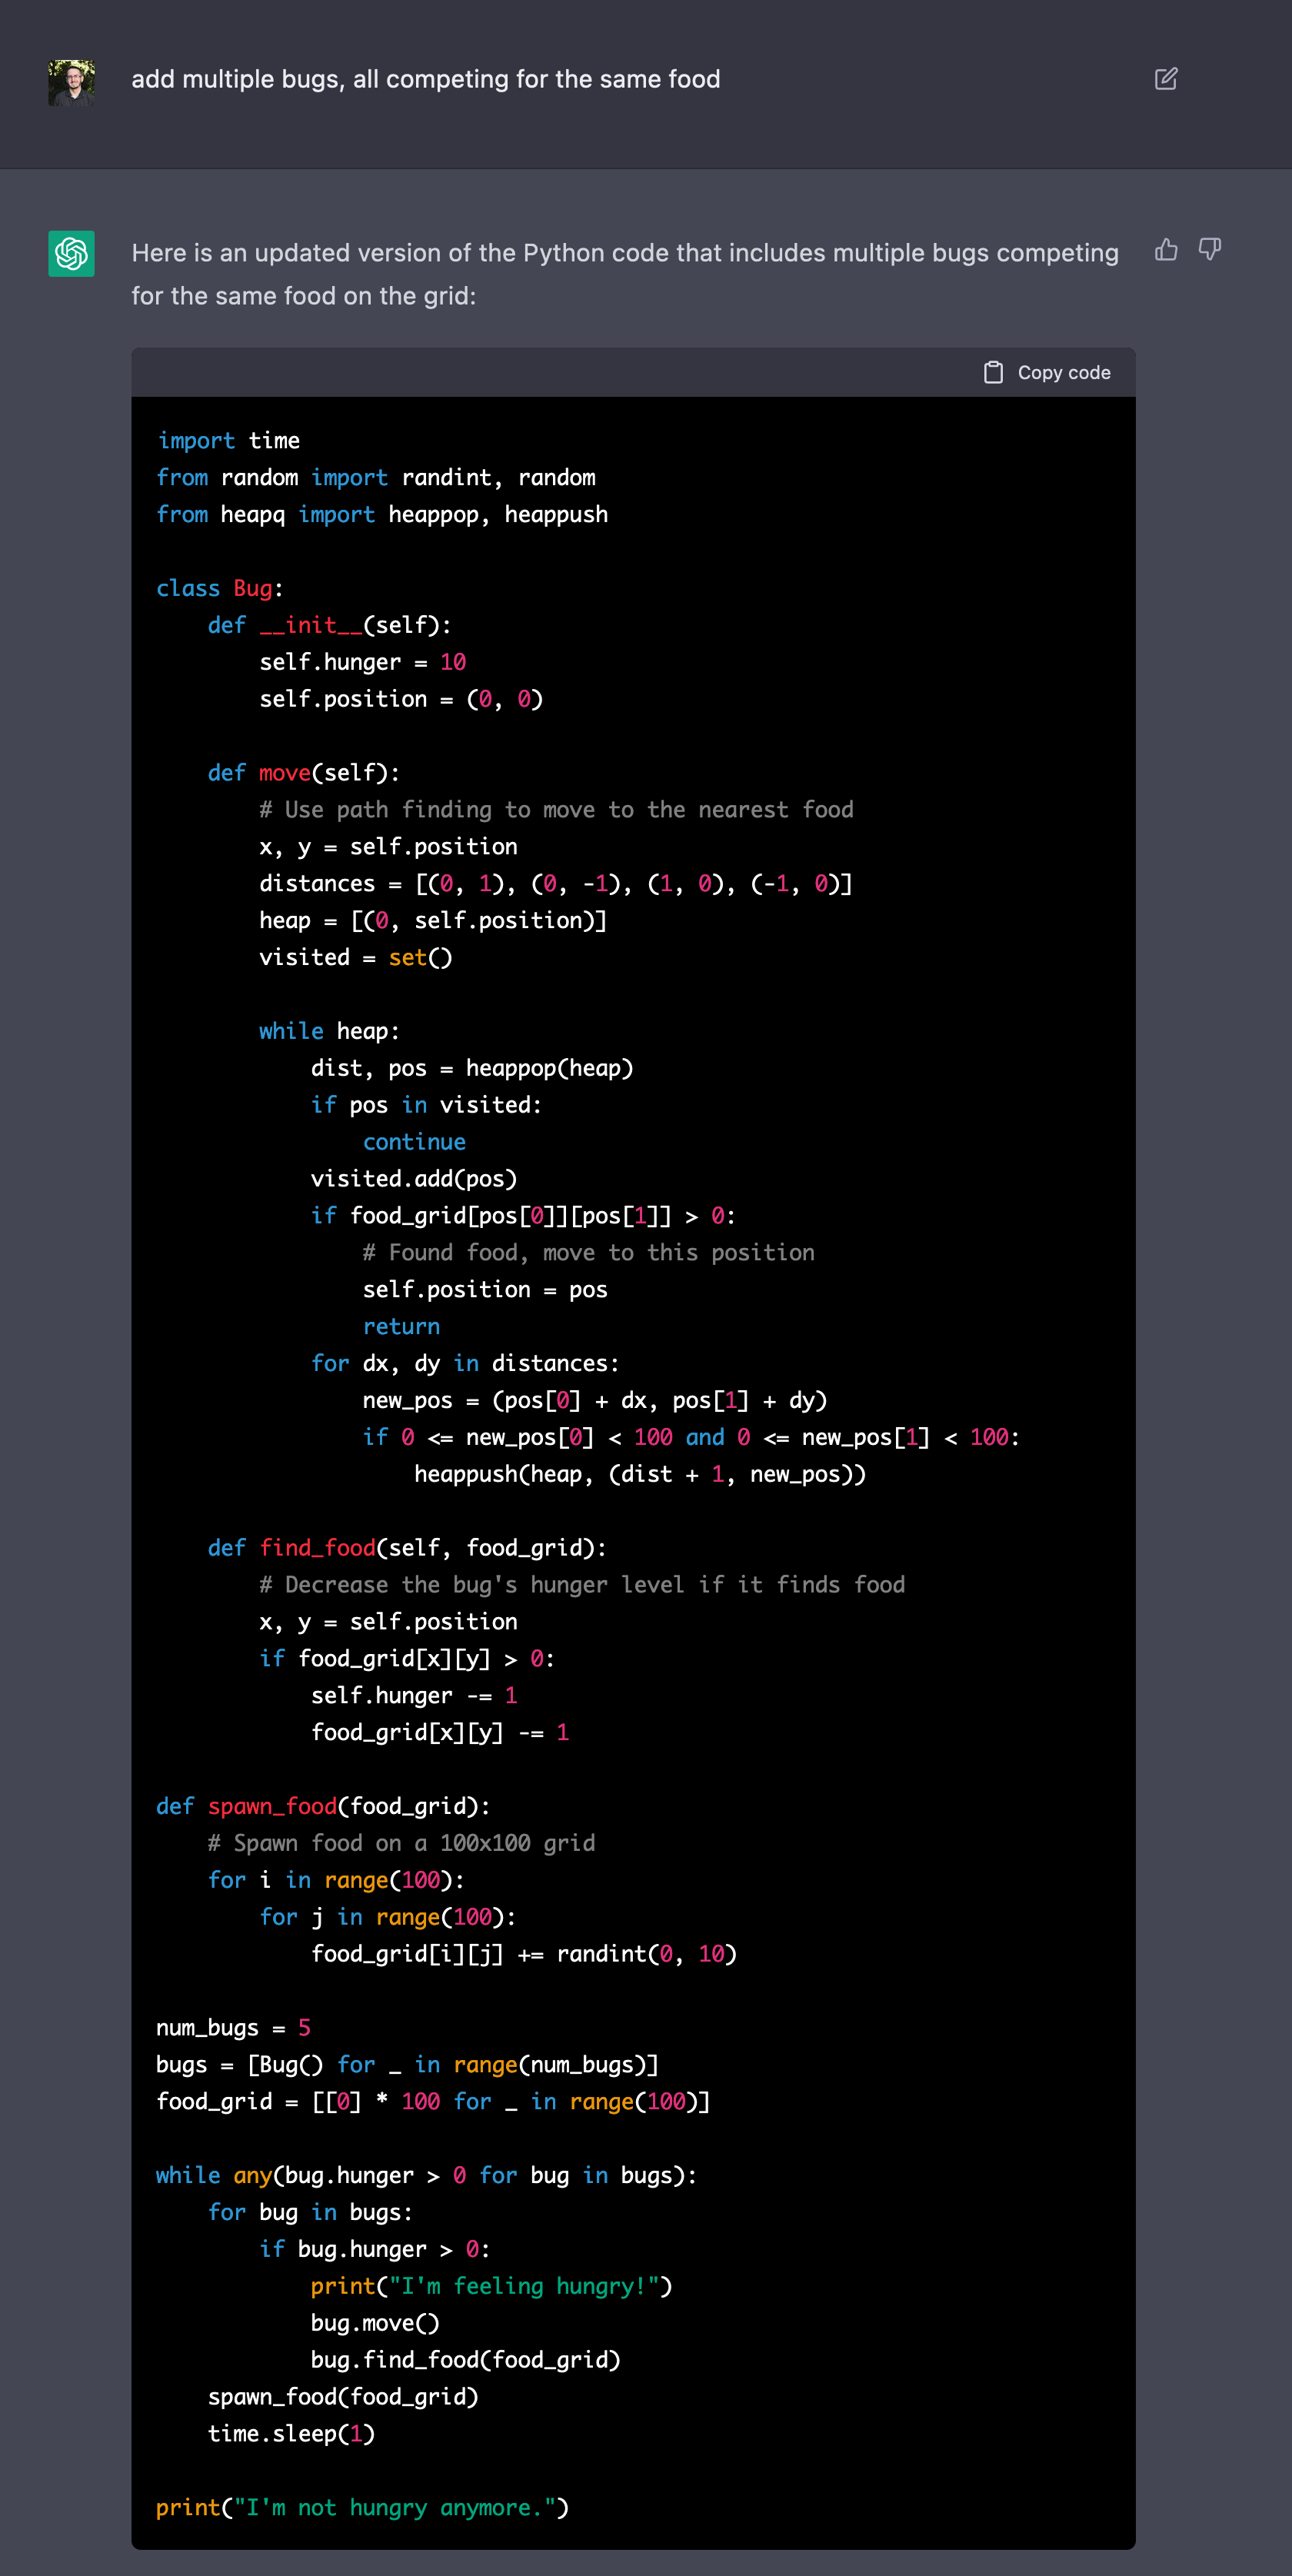 add multiple bugs, all competing for the same food
Here is an updated version of the Python code that includes multiple bugs competing
for the same food on the grid:
Copy code
import time
from random import randint, random
from heapq import heappop, heappush

class Bug:
    def __init__(self):
        self.hunger = 10
        self.position = (0, 0)

    def move(self):
        # Use path finding to move to the nearest food
        x, y = self.position
        distances = [(0, 1), (0, -1), (1, 0), (-1, 0)]
        heap = [(0, self.position)]
        visited = set()

        while heap:
            dist, pos = heappop(heap)
            if pos in visited:
                continue
            visited.add(pos)
            if food_grid[pos[0]][pos[1]] > 0:
                # Found food, move to this position
                self.position = pos
                return
            for dx, dy in distances:
                new_pos = (pos[0] + dx, pos[1] + dy)
                if 0 <= new_pos[0] < 100 and 0 <= new_pos[1] < 100:
                    heappush(heap, (dist + 1, new_pos))

    def find_food(self, food_grid):
        # Decrease the bug's hunger level if it finds food
        x, y = self.position
        if food_grid[x][y] > 0:
            self.hunger -= 1
            food_grid[x][y] -= 1

def spawn_food(food_grid):
    # Spawn food on a 100x100 grid
    for i in range(100):
        for j in range(100):
            food_grid[i][j] += randint(0, 10)

num_bugs = 5
bugs = [Bug() for _ in range(num_bugs)]
food_grid = [[0] * 100 for _ in range(100)]

while any(bug.hunger > 0 for bug in bugs):
    for bug in bugs:
        if bug.hunger > 0:
            print("I'm feeling hungry!")
            bug.move()
            bug.find_food(food_grid)
    spawn_food(food_grid)
    time.sleep(1)

print("I'm not hungry anymore.")